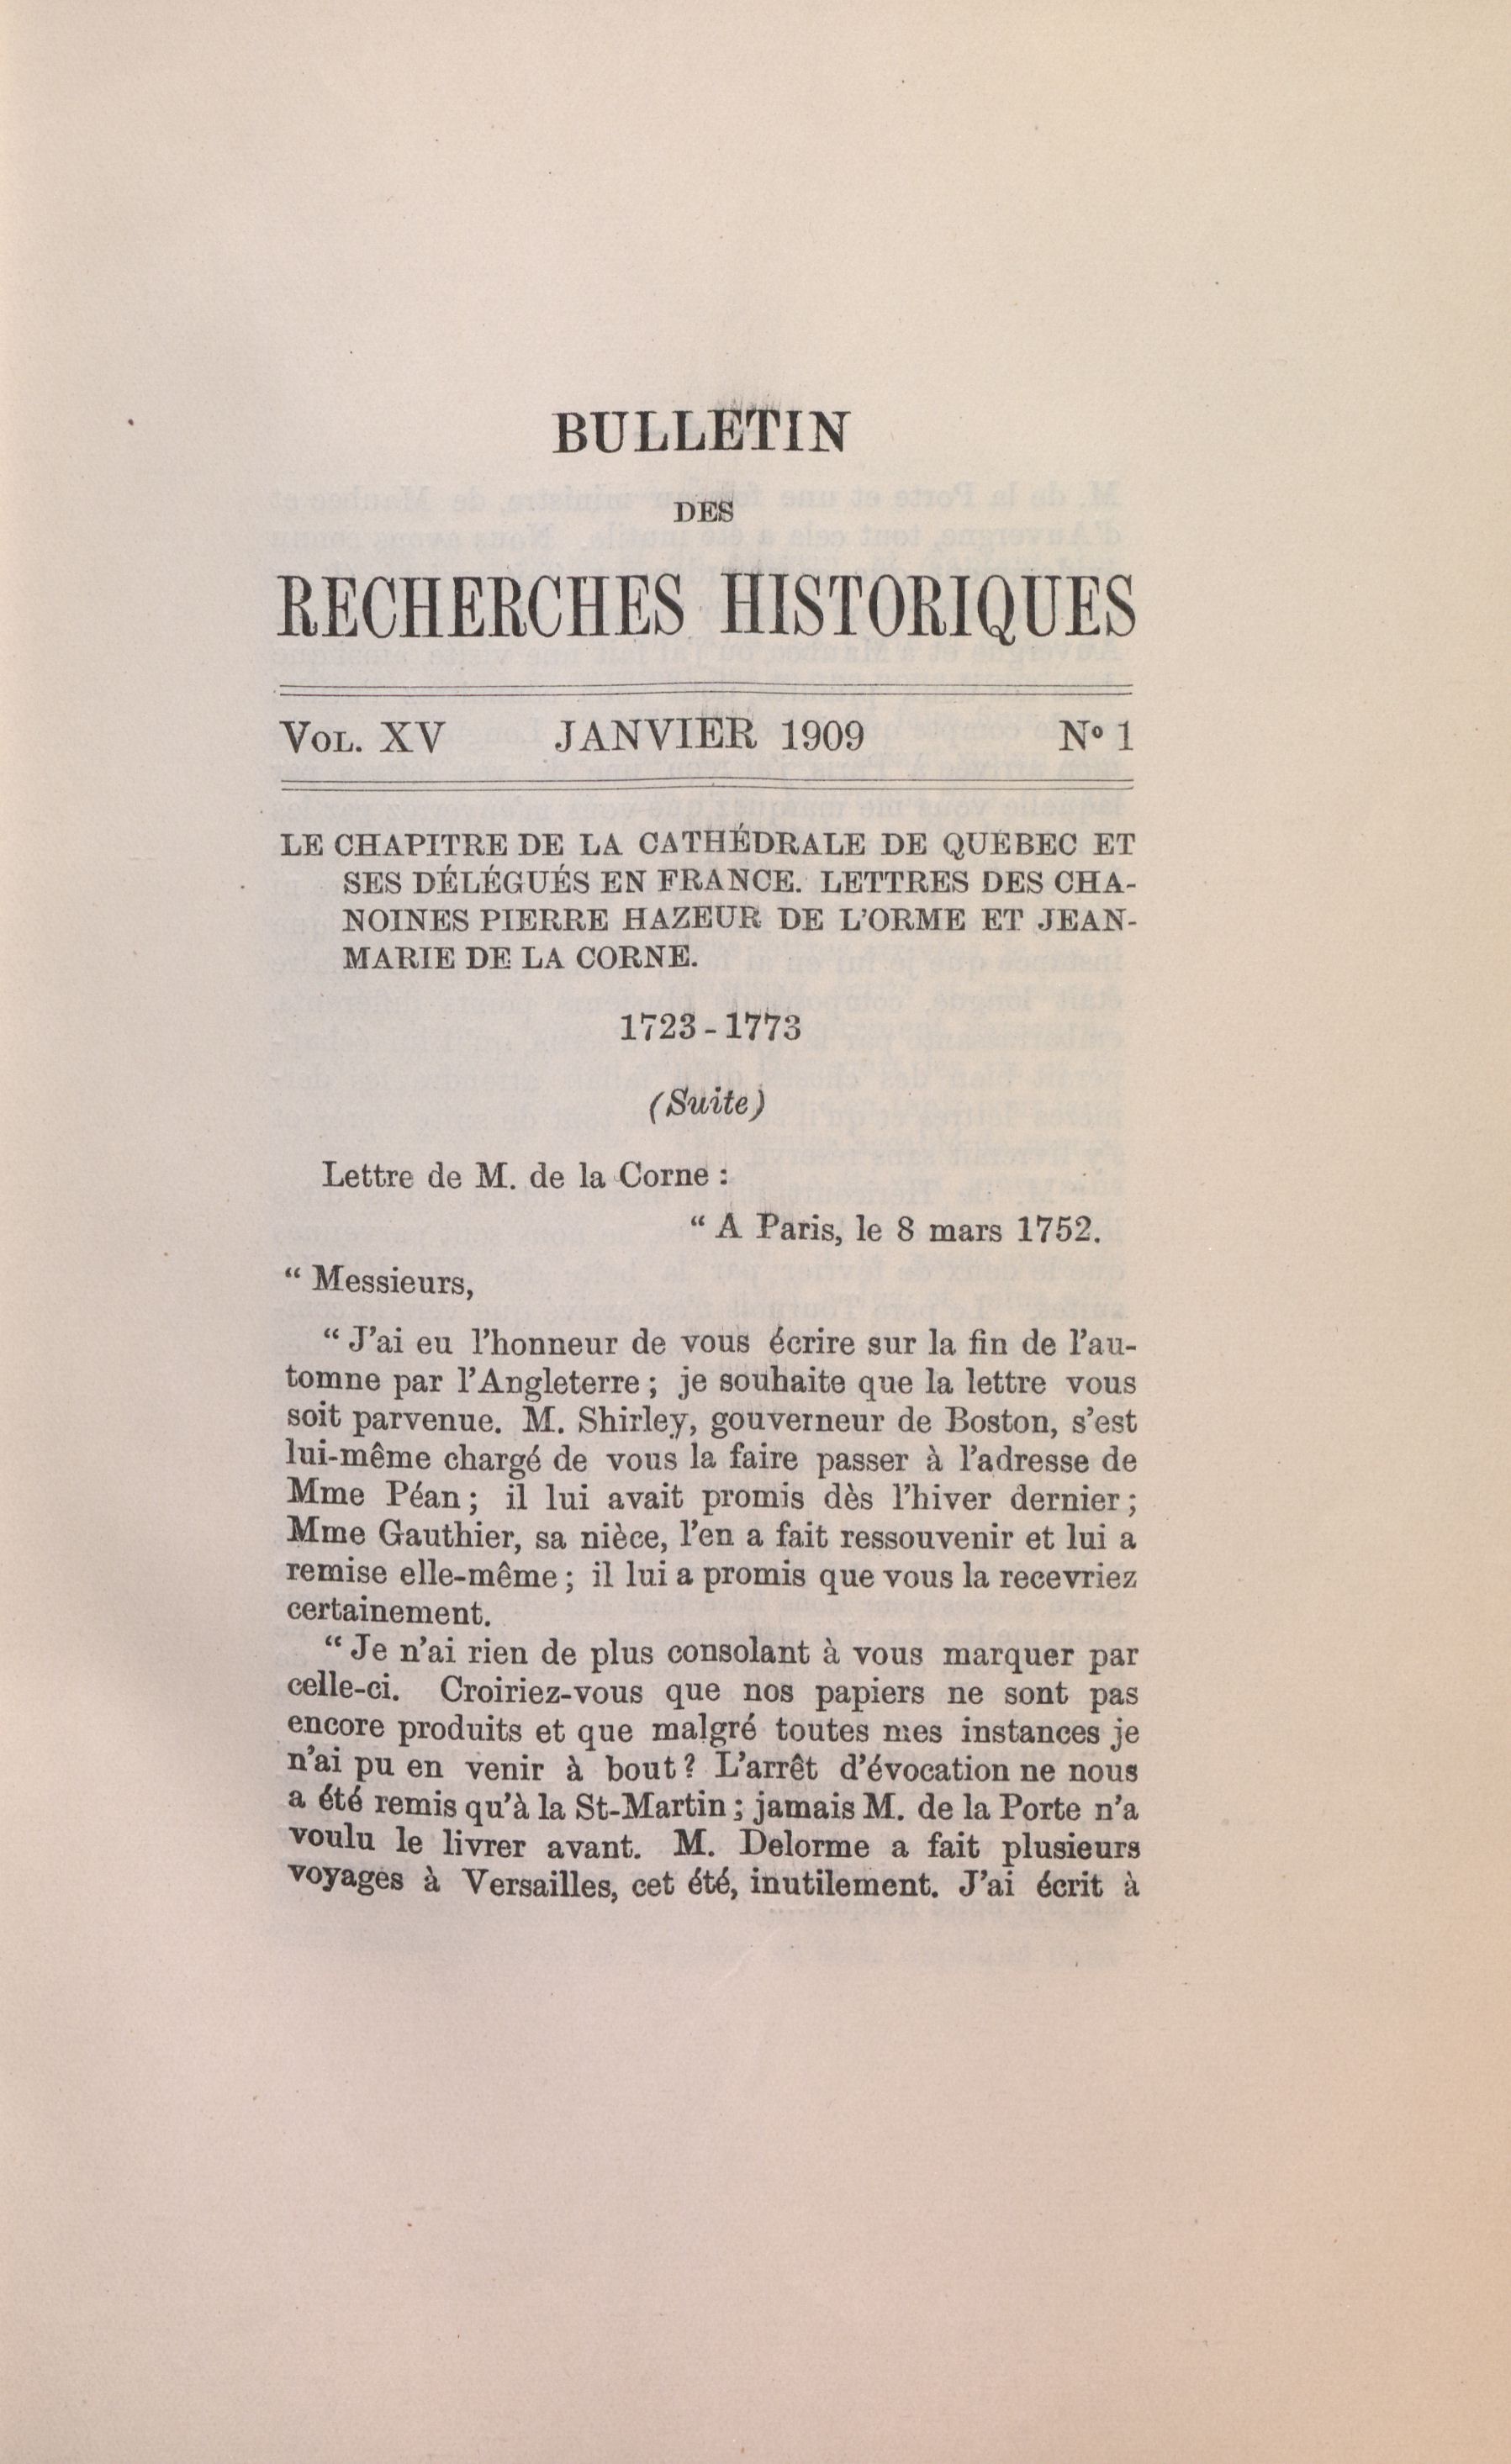 BULLETIN
DES
RECHERCHES HISTORIQUES
VOL. XV JANVIER 1909 N° 1
LE CHAPITRE DE LA CATHÉDRALE DE QUÉBEC ET
SES DÉLÉGUÉS EN FRANCE. LETTRES DES CHA-
NOINES PIERRE HAZEUR DE L'ORME ET JEAN-
MARIE DE LA CORNE.
1723-1773
(Suite)
Lettre de M. de la Corne :
“ A Paris, le 8 mars 1752.
“ Messieurs,
“ J'ai eu l'honneur de vous écrire sur la fin de l'au-
tomne par l'Angleterre ; je souhaite que la lettre vous
soit parvenue. M. Shirley, gouverneur de Boston, s'est
lui-même chargé de vous la faire passer à l'adresse de
Mme Péan ; il lui avait promis dès l'hiver dernier ;
Mme Gauthier, sa nièce, l'en a fait ressouvenir et lui a
remise elle-même ; il lui a promis que vous la recevriez
certainement.
“ Je n'ai rien de plus consolant à vous marquer par
celle-ci. Croiriez-vous que nos papiers ne sont pas
encore produits et que malgré toutes mes instances je
n'ai pu en venir à bout ? L'arrêt d'évocation ne nous
a été remis qu'à la St-Martin ; jamais M. de la Porte n'a
voulu le livrer avant. M. Delorme a fait plusieurs
voyages à Versailles, cet été, inutilement. J'ai écrit à